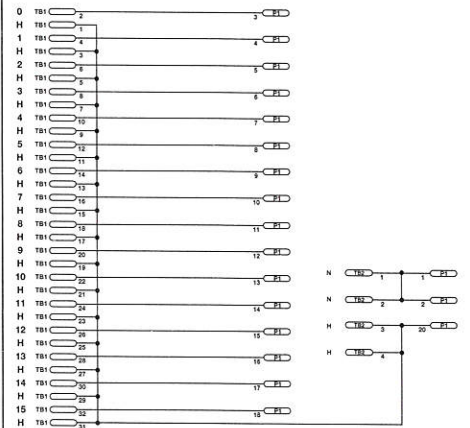 0 TB1 2 3 P1
H TB1 1
1 TB1 4 4 P1
H TB1 3
2 TB1 6 5 P1
H TB1 5
3 TB1 8 6 P1
H TB1 7
4 TB1 10 7 P1
H TB1 9
5 TB1 12 8 P1
H TB1 11
6 TB1 14 9 P1
H TB1 13
7 TB1 16 10 P1
H TB1 15
8 TB1 18 11 P1
H TB1 17
9 TB1 20 12 P1
H TB1 19
10 TB1 22 13 P1
H TB1 21
11 TB1 24 14 P1
H TB1 23
12 TB1 26 15 P1
H TB1 25
13 TB1 28 16 P1
H TB1 27
14 TB1 30 17 P1
H TB1 29
15 TB1 32 18 P1
H TB1 31
N TB2 1 1 P1
N TB2 2 2 P1
H TB2 3 20 P1
H TB2 4